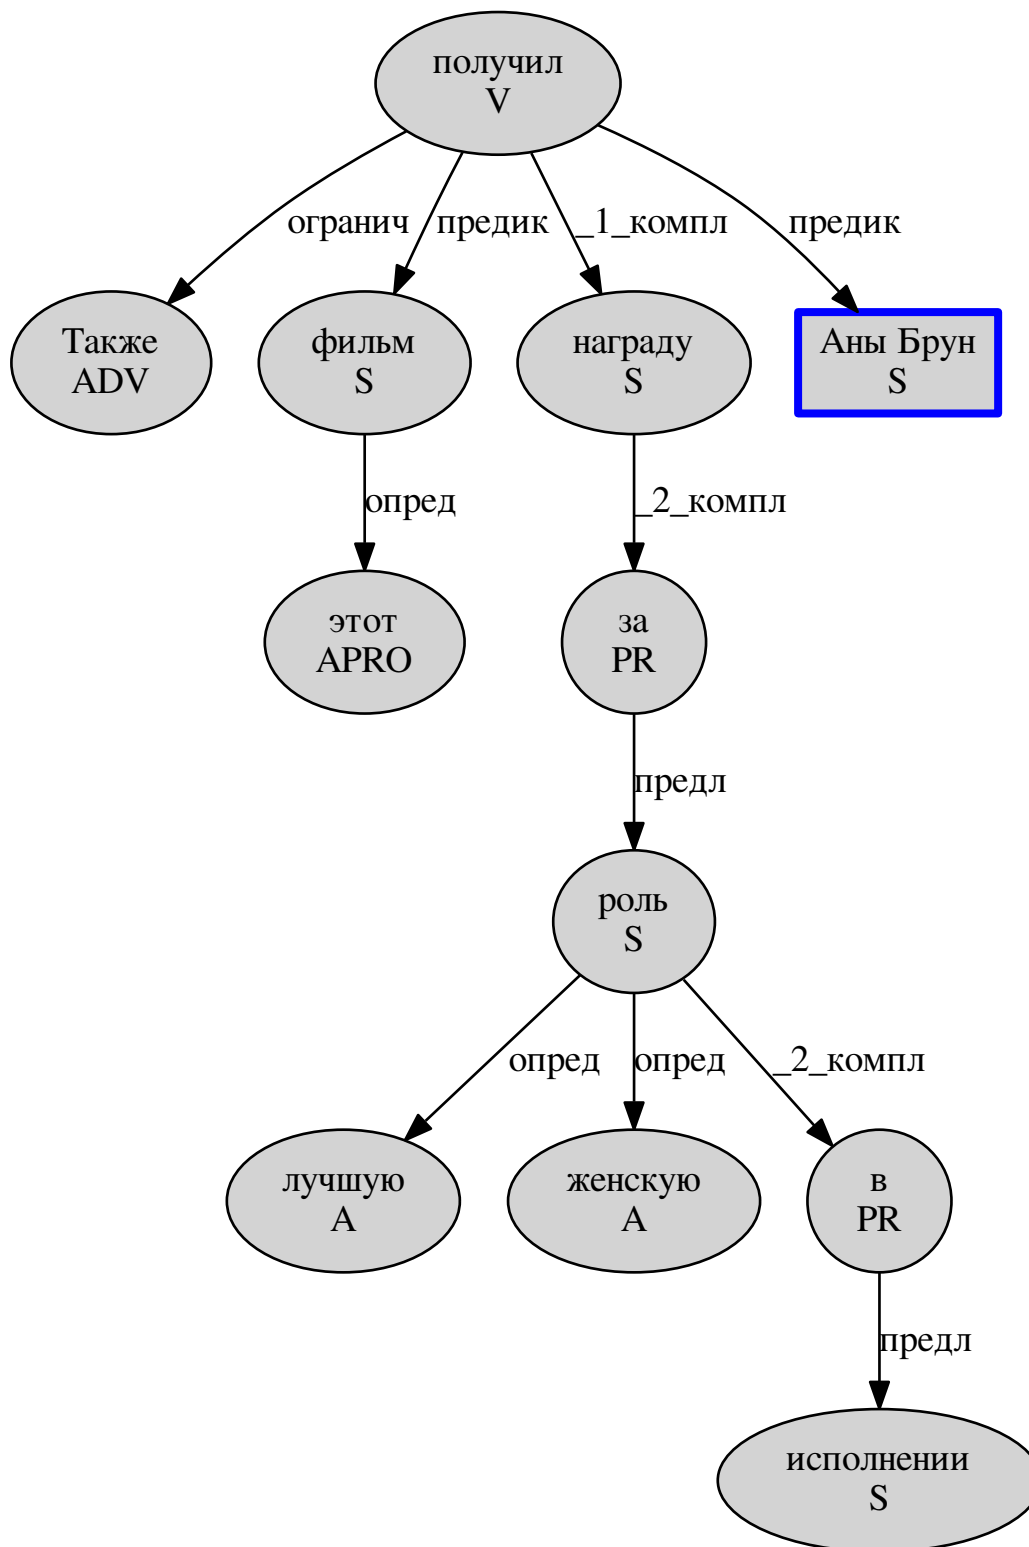 получил
V
огранич
предик
_1_компл
предик
Также
ADV
фильм
S
награду
S
Аны Брун
S
опред
_2_компл
этот
APRO
за
PR
предл
роль
S
опред
опред
_2_компл
лучшую
A
женскую
A
в
PR
предл
исполнении
S